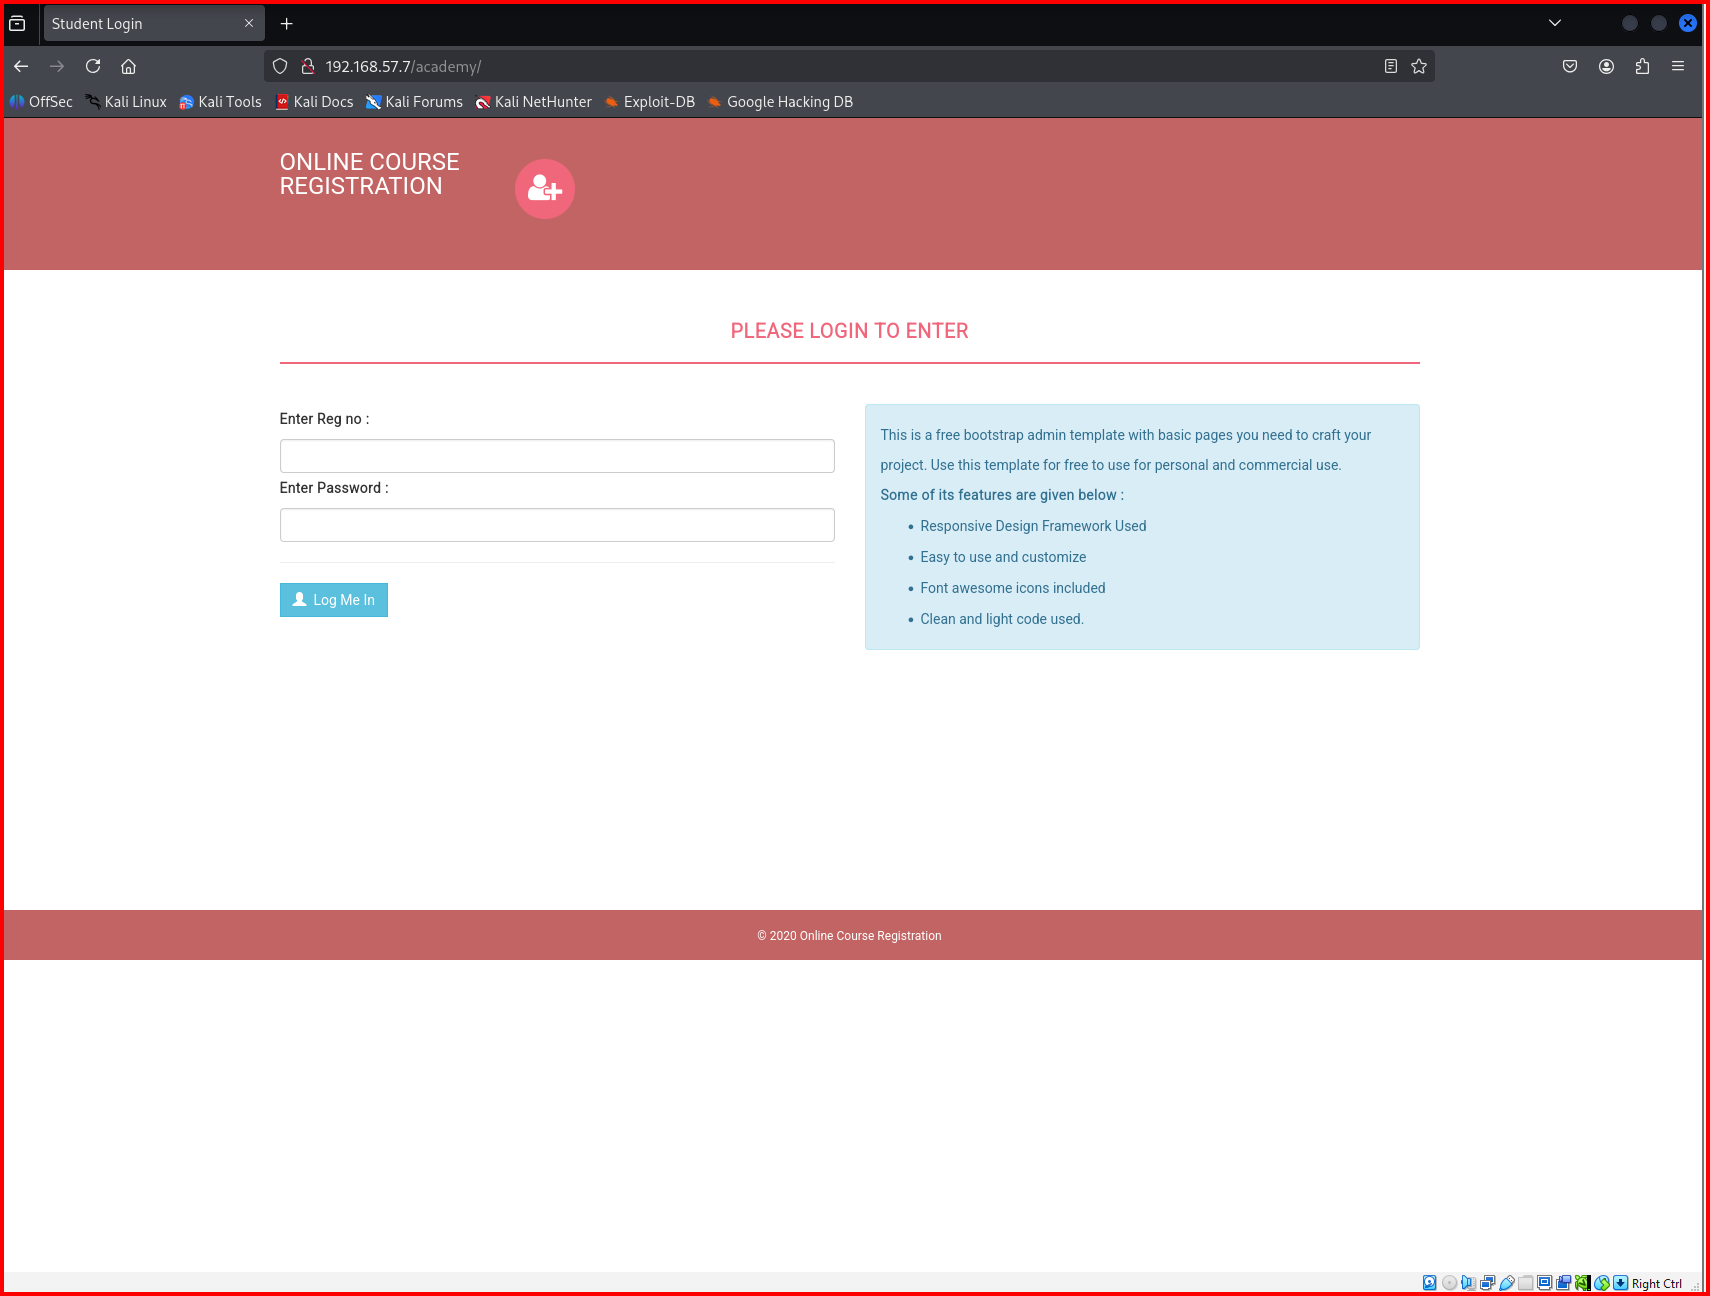 Student Login
192.168.57.7/academy/
OffSec Kali Linux Kali Tools Kali Docs Kali Forums Kali NetHunter Exploit-DB Google Hacking DB
ONLINE COURSE
REGISTRATION
PLEASE LOGIN TO ENTER
Enter Reg no :
Enter Password :
Log Me In
This is a free bootstrap admin template with basic pages you need to craft your
project. Use this template for free to use for personal and commercial use.
Some of its features are given below :
• Responsive Design Framework Used
• Easy to use and customize
• Font awesome icons included
• Clean and light code used.
© 2020 Online Course Registration
Right Ctrl